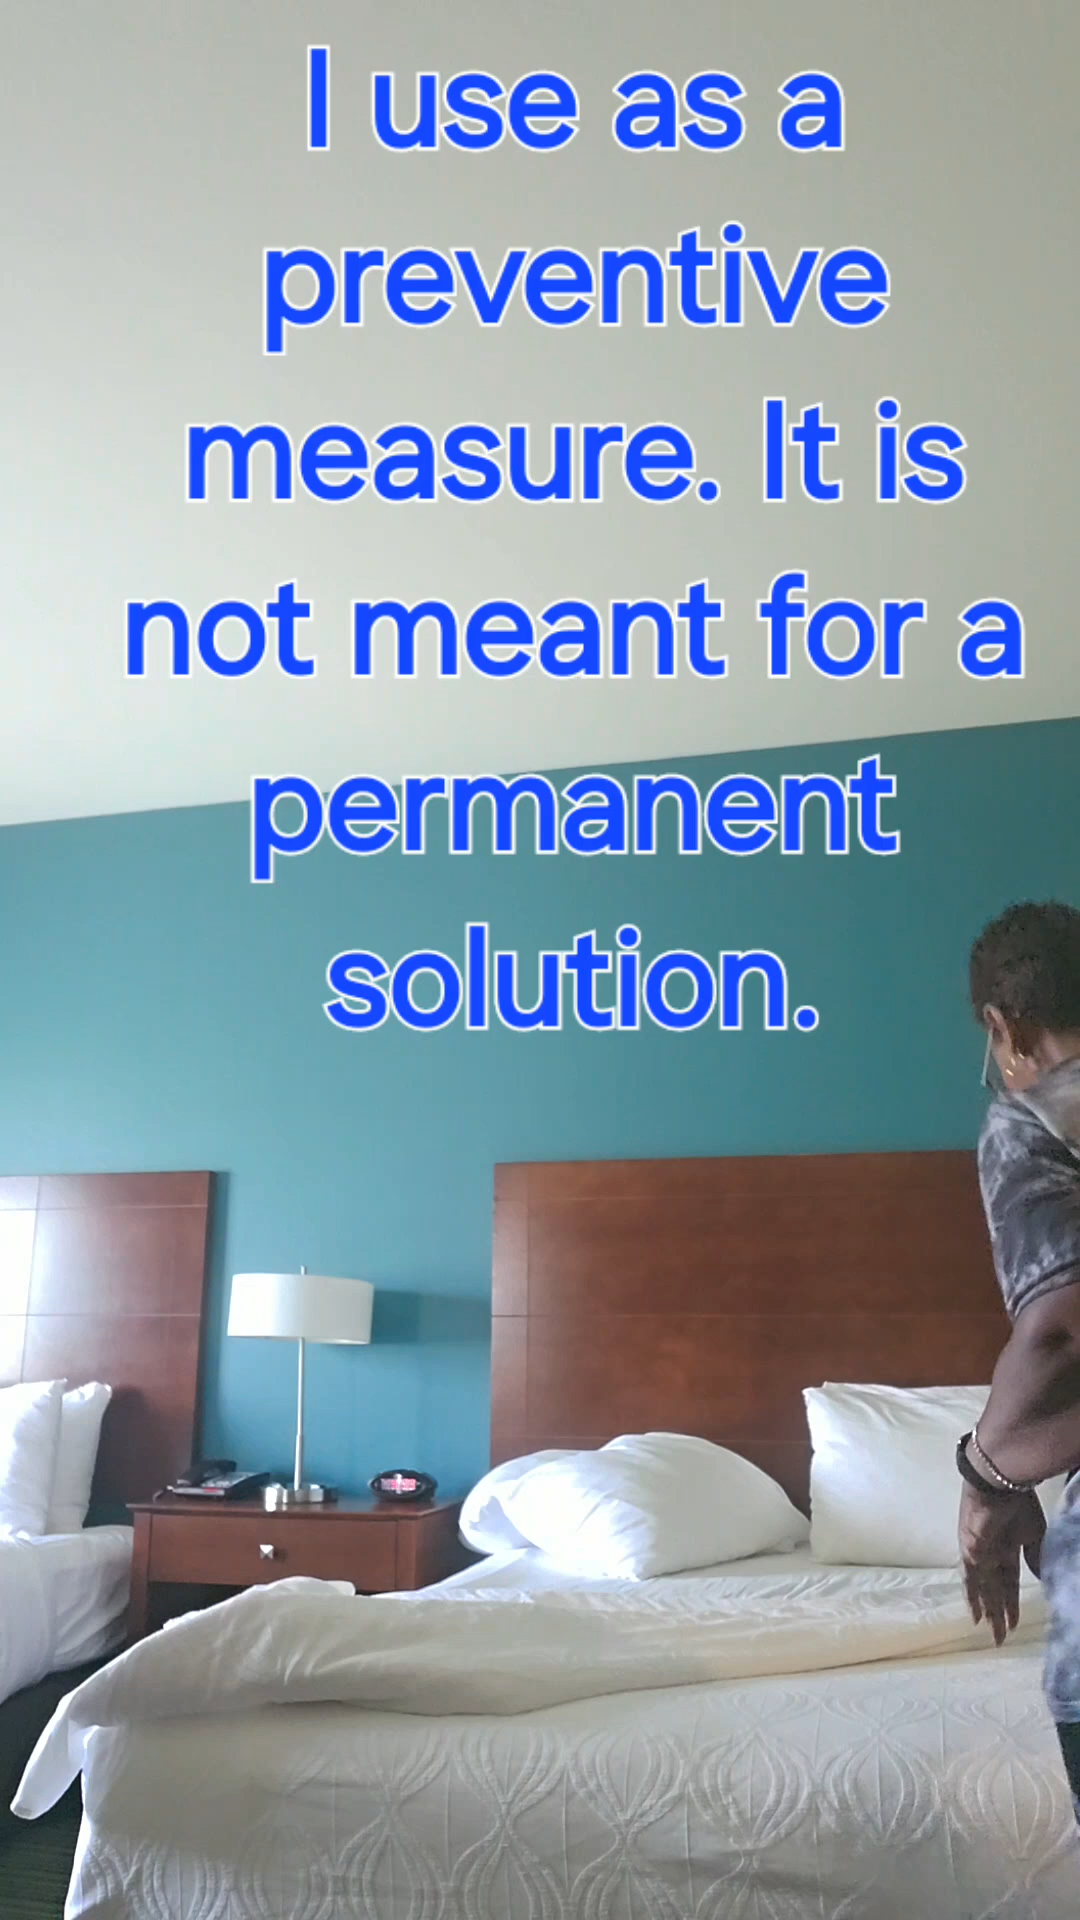 I use as a
preventive
measure. It is
not meant for a
permanent
solution.